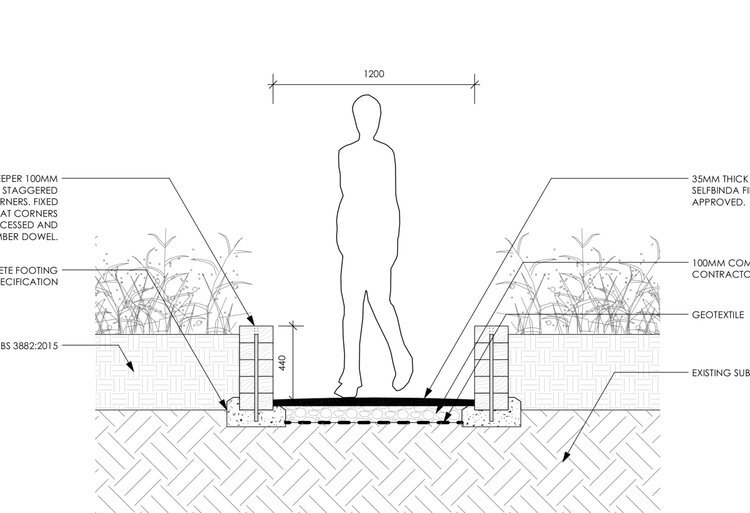 1200
EEPER 100MM
STAGGERED
RNERS, FIXED
AT CORNERS
CESSED AND
MBER DOWEL.
ETE FOOTING
ECIFICATION
BS 3882:2015
440
35MM THICK
SELFBINDA FI
APPROVED.
100MM COM
CONTRACTO
GEOTEXTILE
EXISTING SUB